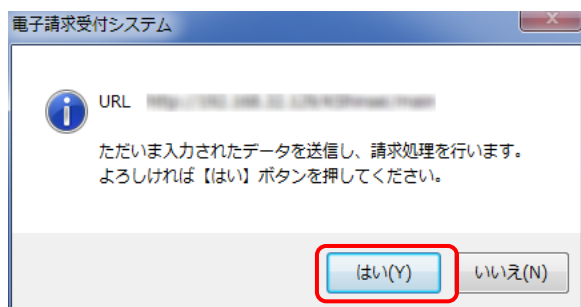 電子請求受付システム
URL
ただいま入力されたデータを送信し、請求処理を行います。
よろしければ【はい】ボタンを押してください。
はい(Y)
いいえ(N)